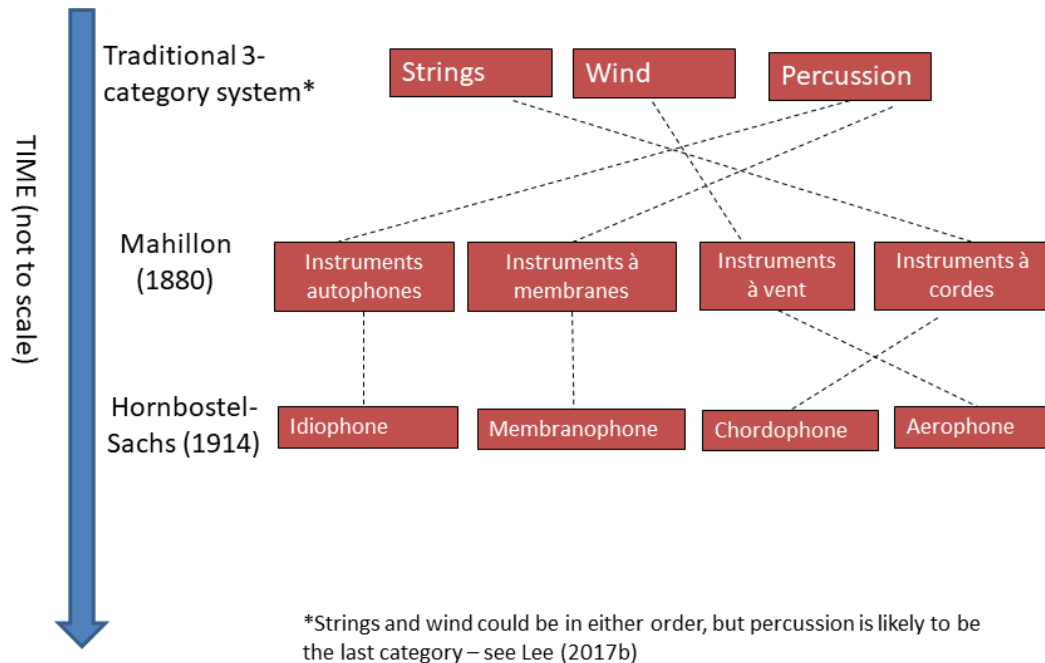 TIME (not to scale)
Traditional 3-
category system*
Strings
Wind
Percussion
Mahillon
(1880)
Instruments
autophones
Instruments à
membranes
Instruments
à vent
Instruments à
cordes
Hornbostel-
Sachs (1914)
Idiophone
Membranophone
Chordophone
Aerophone
*Strings and wind could be in either order, but percussion is likely to be
the last category – see Lee (2017b)